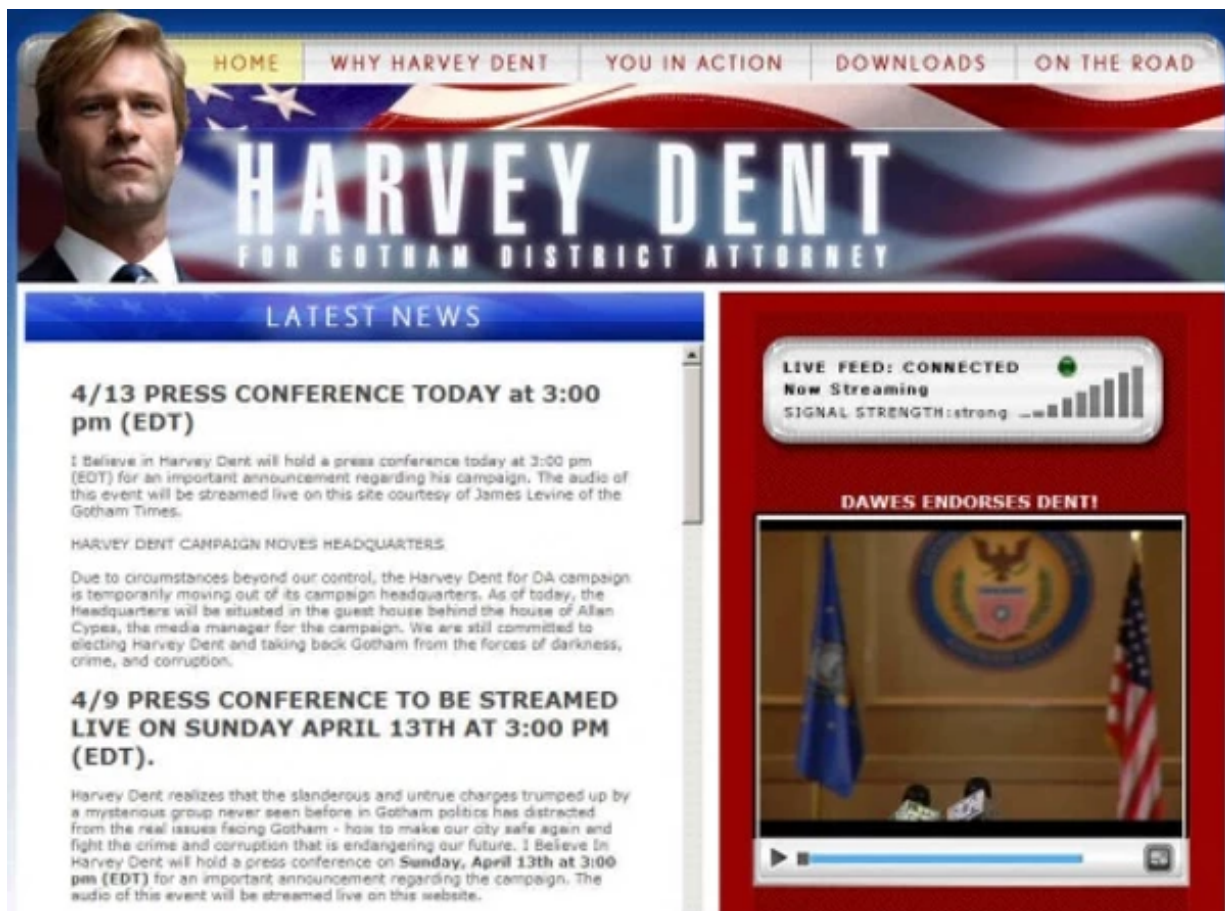 HOME
WHY HARVEY DENT
YOU IN ACTION
DOWNLOADS
ON THE ROAD
HARVEY DENT
FOR GOTHAM DISTRICT ATTORNEY
LATEST NEWS
4/13 PRESS CONFERENCE TODAY at 3:00
pm (EDT)
I Believe in Harvey Dent will hold a press conference today at 3:00 pm
(EDT) for an important announcement regarding his campaign. The audio of
this event will be streamed live on this site courtesy of James Levine of the
Gotham Times.
HARVEY DENT CAMPAIGN MOVES HEADQUARTERS
Due to circumstances beyond our control, the Harvey Dent for DA campaign
is temporarily moving out of its campaign headquarters. As of today, the
Headquarters will be situated in the guest house behind the house of Allan
Cypes, the media manager for the campaign. We are still committed to
electing Harvey Dent and taking back Gotham from the forces of darkness,
crime, and corruption.
4/9 PRESS CONFERENCE TO BE STREAMED
LIVE ON SUNDAY APRIL 13TH AT 3:00 PM
(EDT).
Harvey Dent realizes that the slanderous and untrue charges trumped up by
a mysterious group never seen before in Gotham politics has distracted
from the real issues facing Gotham - how to make our city safe again and
fight the crime and corruption that is endangering our future. I Believe In
Harvey Dent will hold a press conference on Sunday, April 13th at 3:00
pm (EDT) for an important announcement regarding the campaign. The
audio of this event will be streamed live on this website.
LIVE FEED: CONNECTED
Now Streaming
SIGNAL STRENGTH:strong
DAWES ENDORSES DENT!